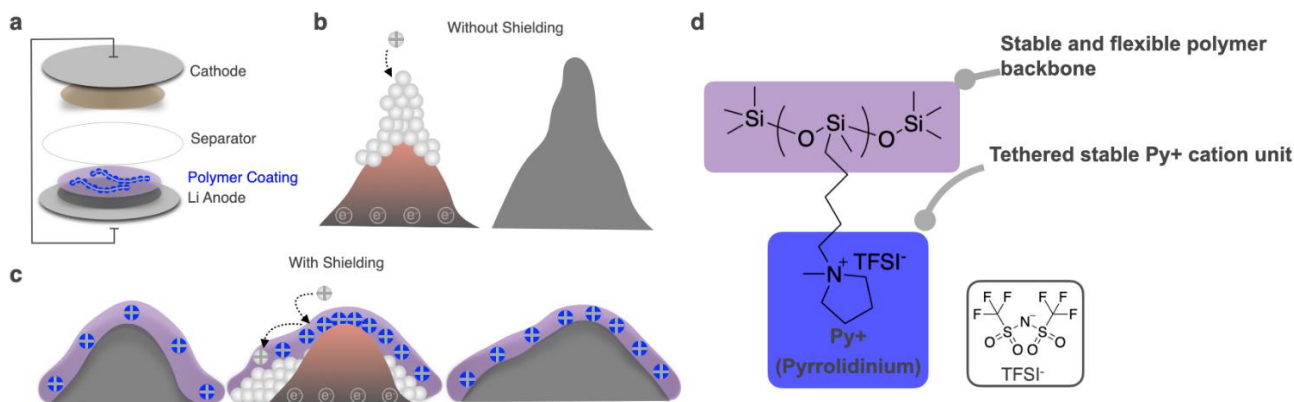 a
Cathode
Separator
Polymer Coating
Li Anode
b
Without Shielding
e⁻ e⁻ e⁻ e⁻
c
With Shielding
e⁻ e⁻ e⁻ e⁻
d
Stable and flexible polymer
backbone
Si ( O Si ) O Si
Tethered stable Py+ cation unit
N+ TFSI-
Py+
(Pyrrolidinium)
F F F F
F N- F
S S
O O O O
TFSI-